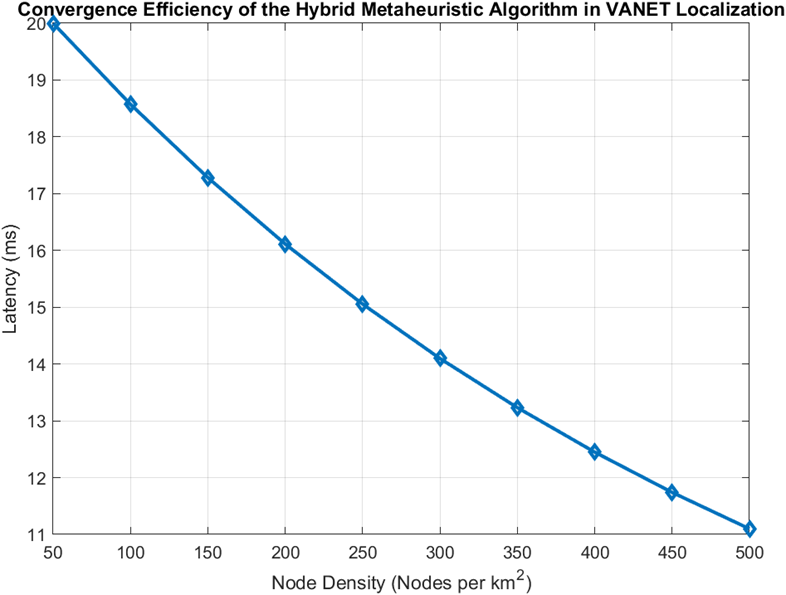 Convergence Efficiency of the Hybrid Metaheuristic Algorithm in VANET Localization
20
19
18
17
16
15
14
13
12
11
Latency (ms)
50 100 150 200 250 300 350 400 450 500
Node Density (Nodes per km²)